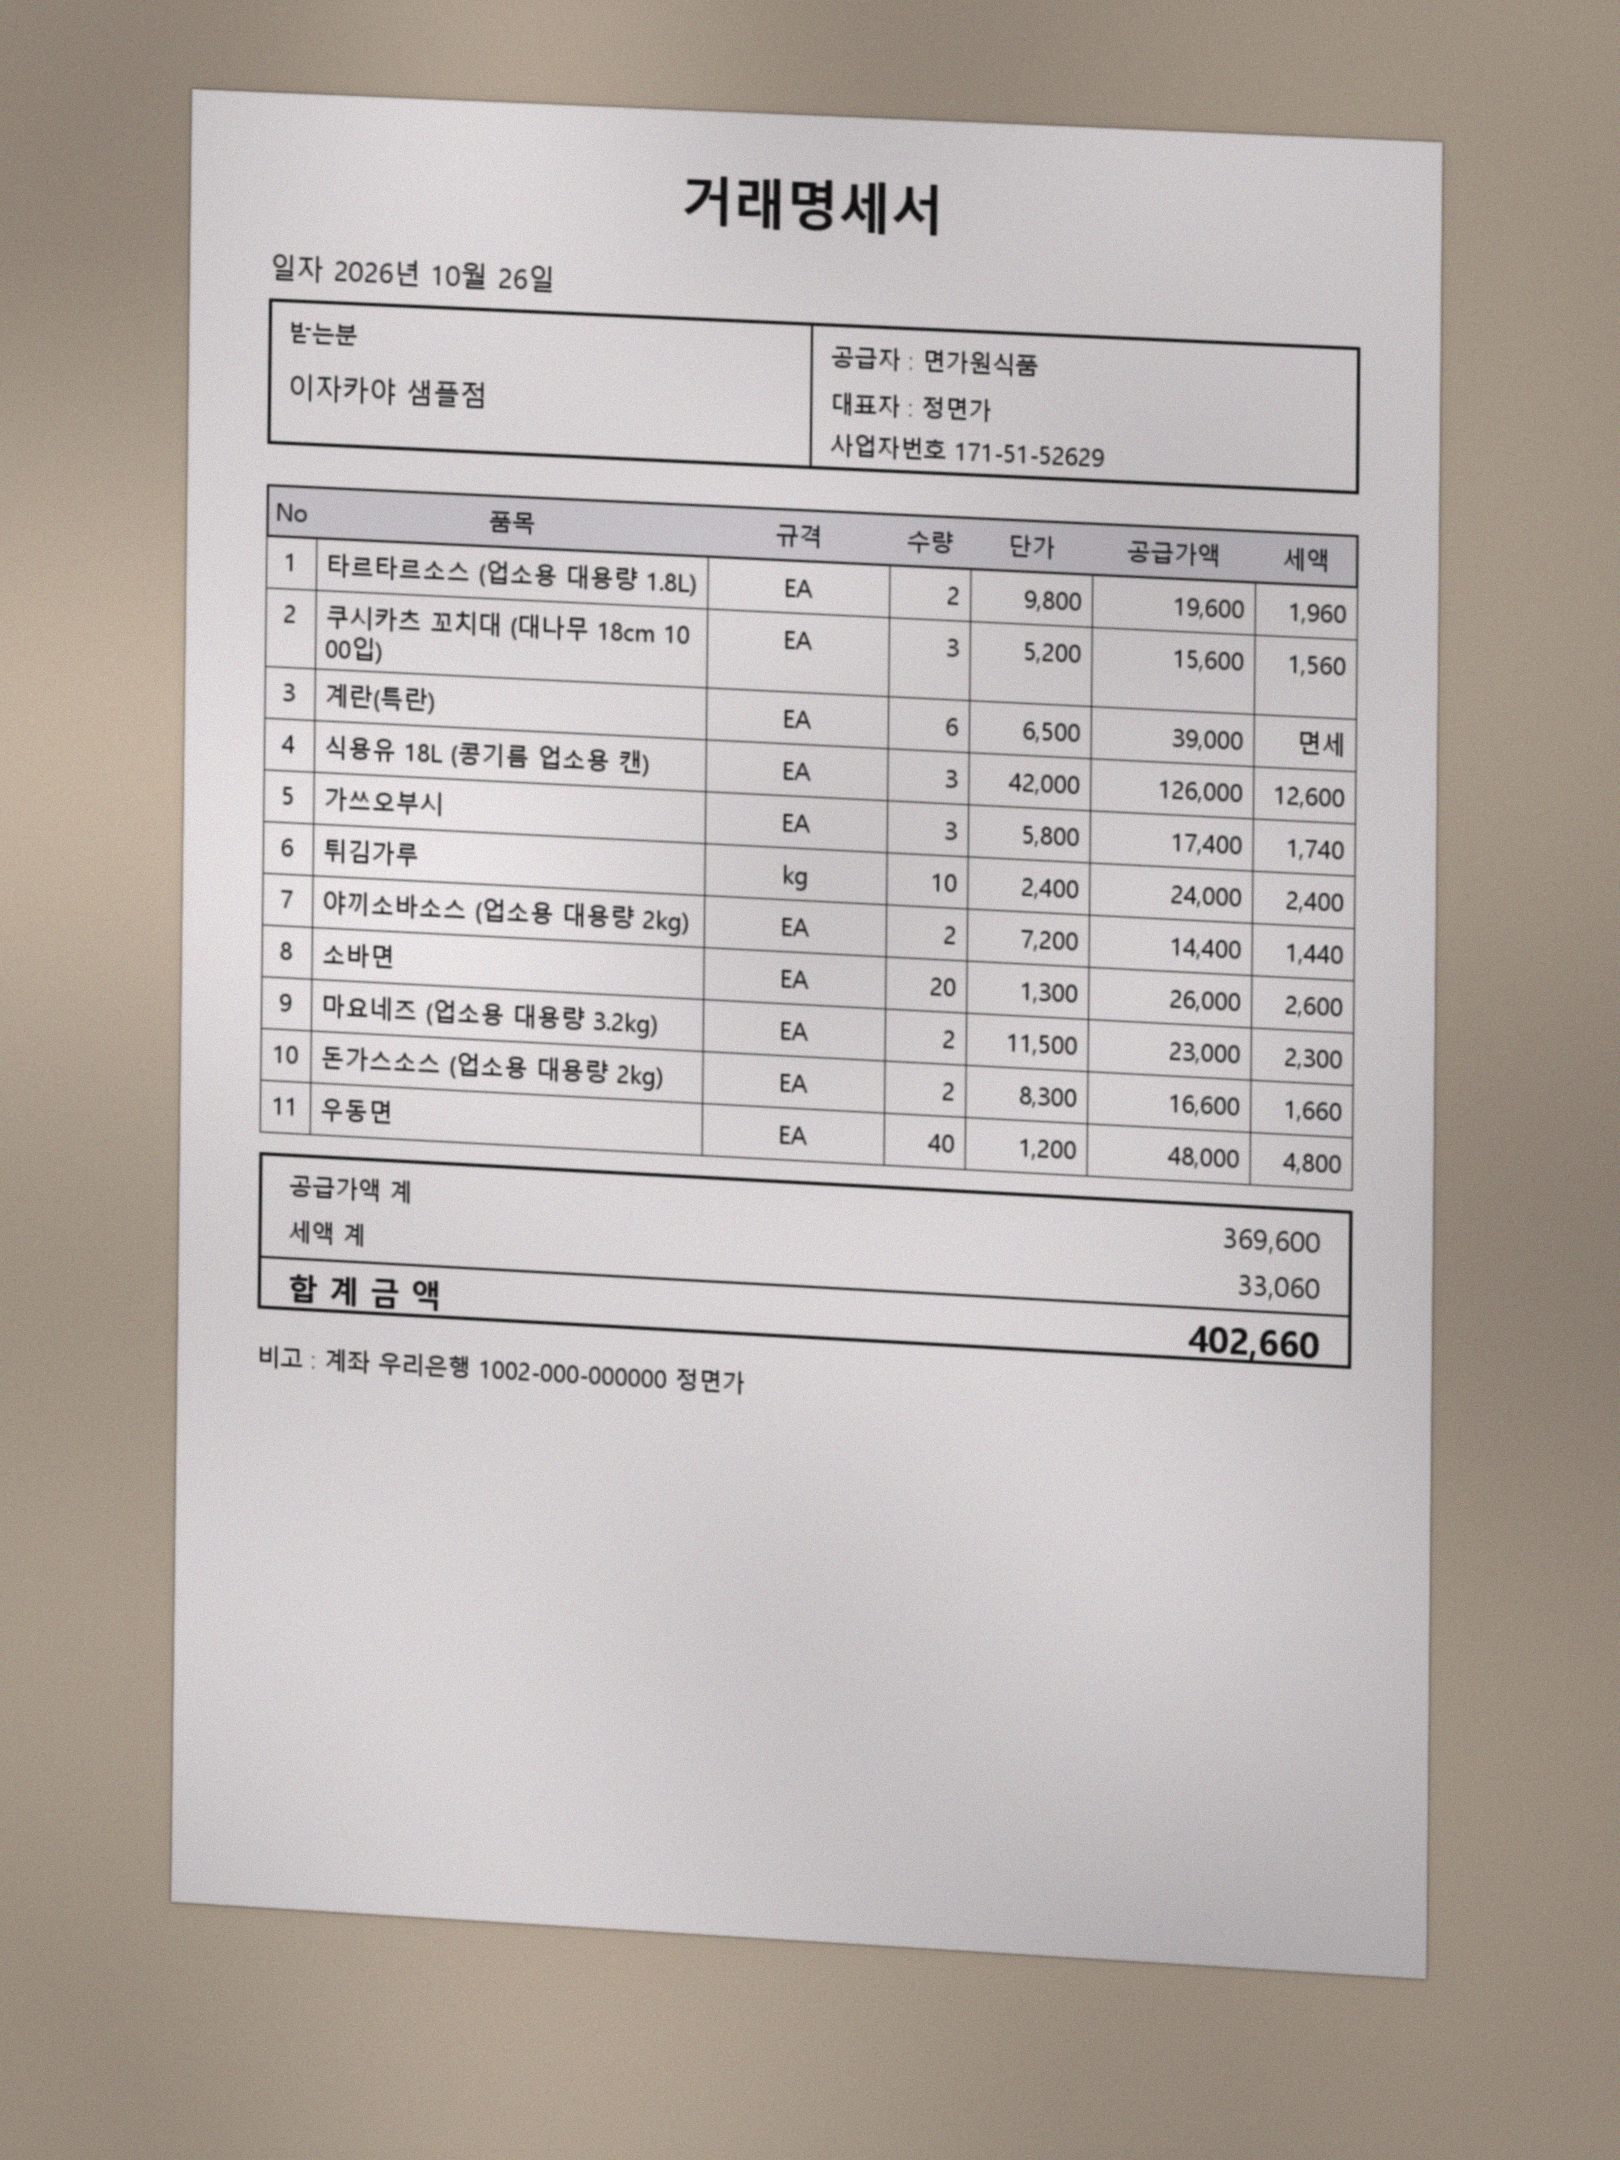 거래명세서
일자 2026년 10월 26일
받는분
이자카야 샘플점
공급자 : 면가원식품
대표자 : 정면가
사업자번호 171-51-52629
No 품목 규격 수량 단가 공급가액 세액
1 타르타르소스 (업소용 대용량 1.8L) EA 2 9,800 19,600 1,960
2 쿠시카츠 꼬치대 (대나무 18cm 10 EA 3 5,200 15,600 1,560
00입)
3 계란(특란) EA 6 6,500 39,000 면세
4 식용유 18L (콩기름 업소용 캔) EA 3 42,000 126,000 12,600
5 가쓰오부시 EA 3 5,800 17,400 1,740
6 튀김가루 kg 10 2,400 24,000 2,400
7 야끼소바소스 (업소용 대용량 2kg) EA 2 7,200 14,400 1,440
8 소바면 EA 20 1,300 26,000 2,600
9 마요네즈 (업소용 대용량 3.2kg) EA 2 11,500 23,000 2,300
10 돈가스소스 (업소용 대용량 2kg) EA 2 8,300 16,600 1,660
11 우동면 EA 40 1,200 48,000 4,800
공급가액 계 369,600
세액 계 33,060
합 계 금 액 402,660
비고 : 계좌 우리은행 1002-000-000000 정면가